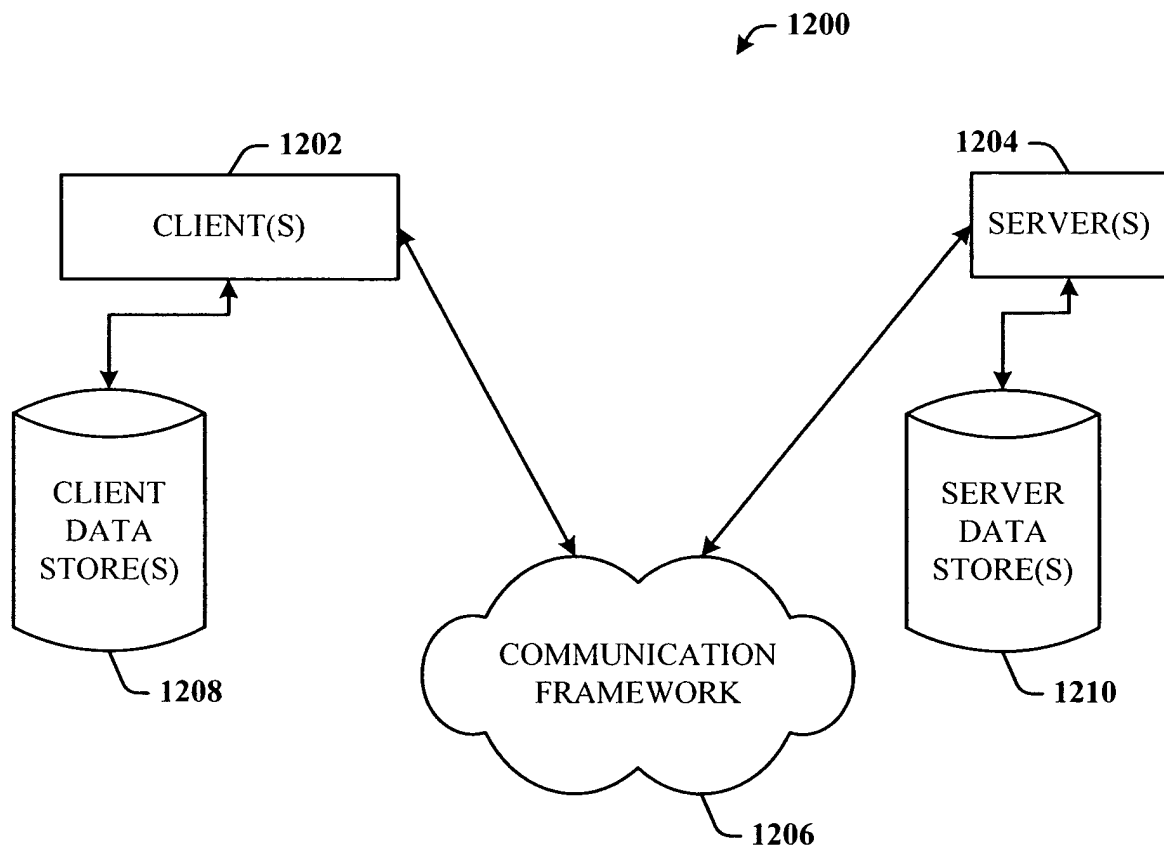 1200
1202
1204
CLIENT(S)
SERVER(S)
CLIENT
DATA
STORE(S)
SERVER
DATA
STORE(S)
COMMUNICATION
FRAMEWORK
1208
1210
1206